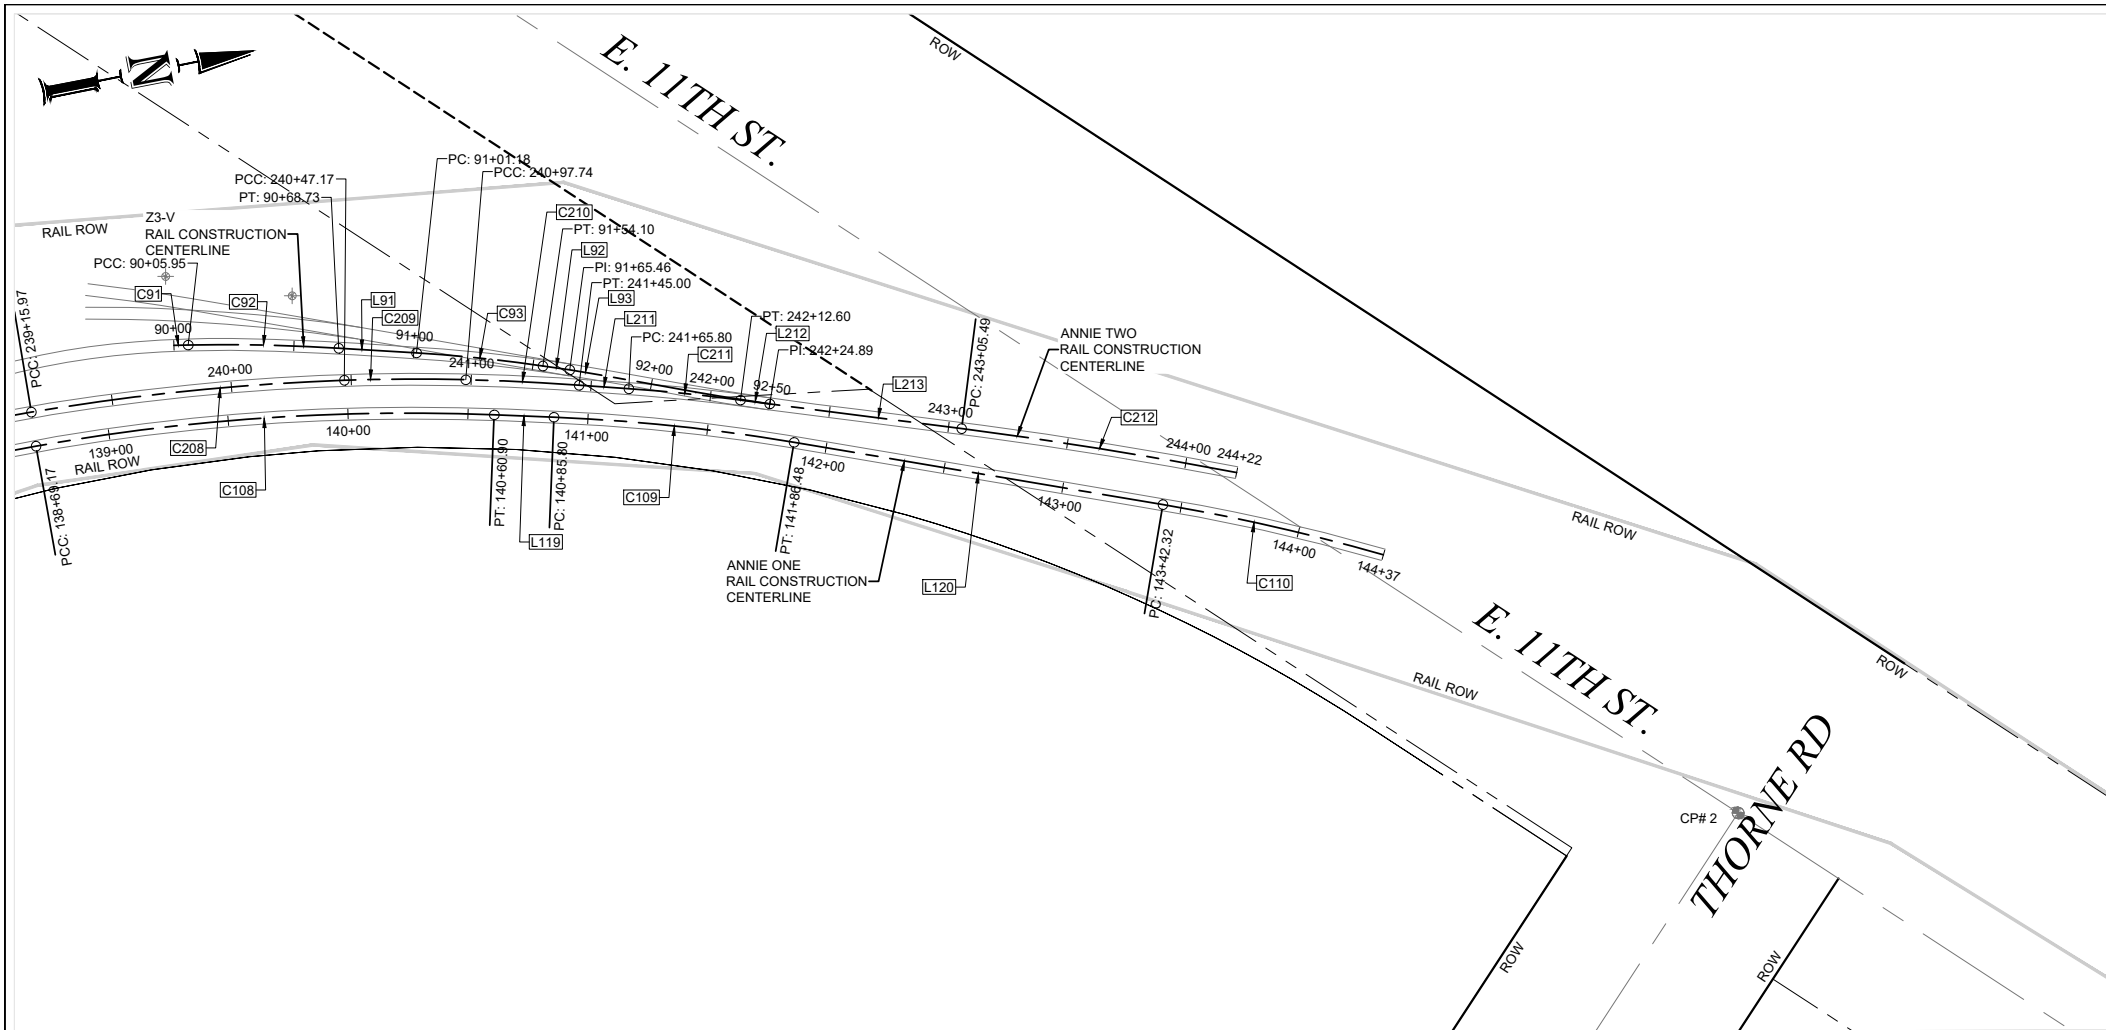 ROW
E. 11TH ST.
N
PC: 91+01.18
PCC: 240+97.74
PCC: 240+47.17
PT: 90+68.73
Z3-V
RAIL CONSTRUCTION
CENTERLINE
RAIL ROW
PCC: 90+05.95
C210
PT: 91+54.10
L92
PI: 91+65.46
PT: 241+45.00
L93
L211
C91
C92
L91
C209
C93
PT: 242+12.60
L212
PI: 242+24.89
PC: 241+65.80
C211
90+00
91+00
241+00
92+00
242+00
92+50
240+00
PCC: 239+15.97
PC: 243+05.49
ANNIE TWO
RAIL CONSTRUCTION
CENTERLINE
L213
243+00
C212
244+00
244+22
139+00
RAIL ROW
C208
140+00
141+00
142+00
143+00
144+00
144+37
PCC: 138+69.17
C108
PT: 140+60.90
PC: 140+85.80
L119
C109
PT: 141+86.48
ANNIE ONE
RAIL CONSTRUCTION
CENTERLINE
L120
PC: 143+42.32
C110
RAIL ROW
E. 11TH ST.
ROW
RAIL ROW
CP# 2
THORNE RD
ROW
ROW